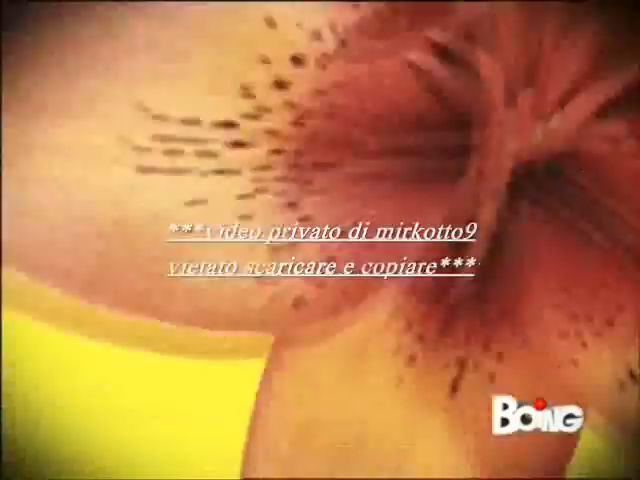 ***video privato di mirkotto9
vietato scaricare e copiare***
BOING